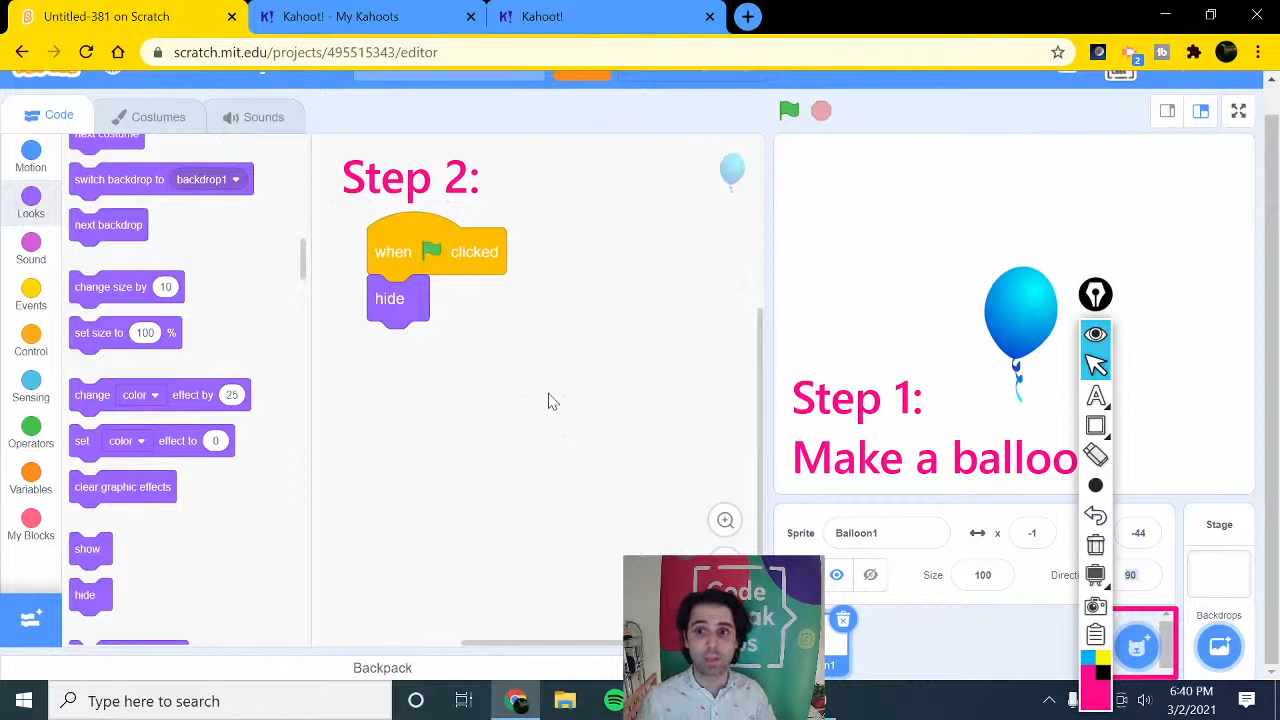 Untitled-381 on Scratch
Kahoot! - My Kahoots
Kahoot!
scratch.mit.edu/projects/495515343/editor
2
Code
Costumes
Sounds
Motion
Looks
Sound
Events
Control
Sensing
Operators
Variables
My Blocks
next costume
switch backdrop to backdrop1
next backdrop
change size by 10
set size to 100 %
change color effect by 25
set color effect to 0
clear graphic effects
show
hide
Step 2:
when clicked
hide
Step 1:
Make a balloo
Sprite Balloon1 x -1 -44
Size 100 Directi 90
Stage
Backdrops
Backpack
Type here to search
6:40 PM
3/2/2021